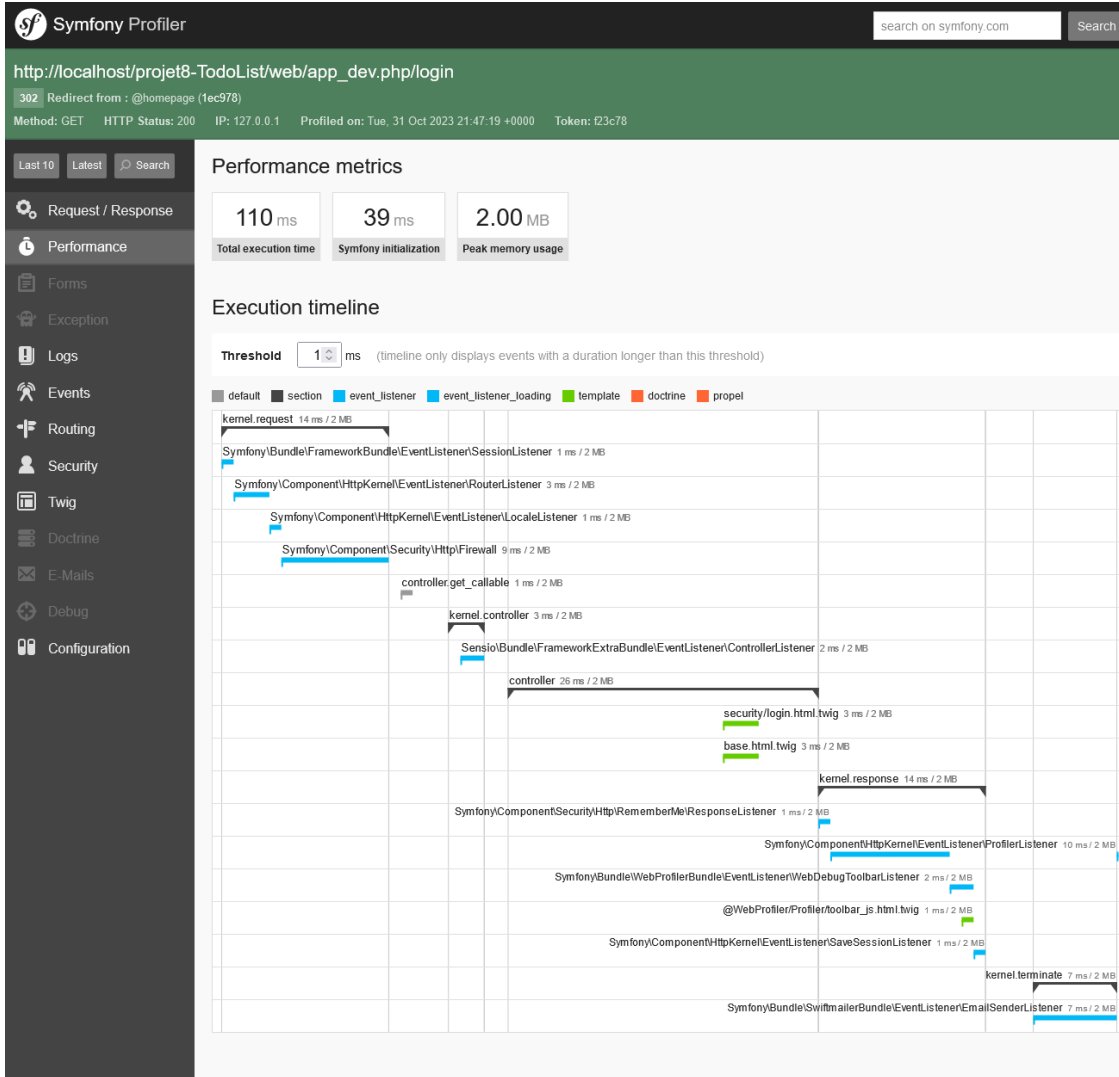 sf Symfony Profiler
search on symfony.com
Search
http://localhost/projet8-TodoList/web/app_dev.php/login
302 Redirect from : @homepage (1ec978)
Method: GET HTTP Status: 200 IP: 127.0.0.1 Profiled on: Tue, 31 Oct 2023 21:47:19 +0000 Token: f23c78
Last 10 Latest Search
Request / Response
Performance
Forms
Exception
Logs
Events
Routing
Security
Twig
Doctrine
E-Mails
Debug
Configuration
Performance metrics
110 ms
Total execution time
39 ms
Symfony initialization
2.00 MB
Peak memory usage
Execution timeline
Threshold 1 ms (timeline only displays events with a duration longer than this threshold)
default section event_listener event_listener_loading template doctrine propel
kernel.request 14 ms / 2 MB
Symfony\Bundle\FrameworkBundle\EventListener\SessionListener 1 ms / 2 MB
Symfony\Component\HttpKernel\EventListener\RouterListener 3 ms / 2 MB
Symfony\Component\HttpKernel\EventListener\LocaleListener 1 ms / 2 MB
Symfony\Component\Security\Http\Firewall 9 ms / 2 MB
controller.get_callable 1 ms / 2 MB
kernel.controller 3 ms / 2 MB
Sensio\Bundle\FrameworkExtraBundle\EventListener\ControllerListener 2 ms / 2 MB
controller 26 ms / 2 MB
security/login.html.twig 3 ms / 2 MB
base.html.twig 3 ms / 2 MB
kernel.response 14 ms / 2 MB
Symfony\Component\Security\Http\RememberMe\ResponseListener 1 ms / 2 MB
Symfony\Component\HttpKernel\EventListener\ProfilerListener 10 ms / 2 MB
Symfony\Bundle\WebProfilerBundle\EventListener\WebDebugToolbarListener 2 ms / 2 MB
@WebProfiler/Profiler/toolbar_js.html.twig 1 ms / 2 MB
Symfony\Component\HttpKernel\EventListener\SaveSessionListener 1 ms / 2 MB
kernel.terminate 7 ms / 2 MB
Symfony\Bundle\SwiftmailerBundle\EventListener\EmailSenderListener 7 ms / 2 MB